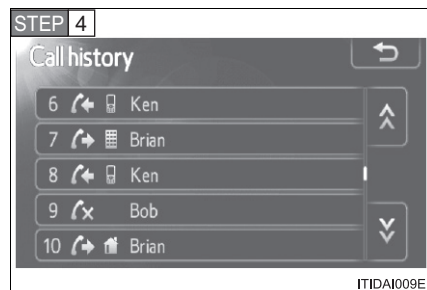 STEP 4
Call history
6 Ken
7 Brian
8 Ken
9 Bob
10 Brian
ITIDAI009E